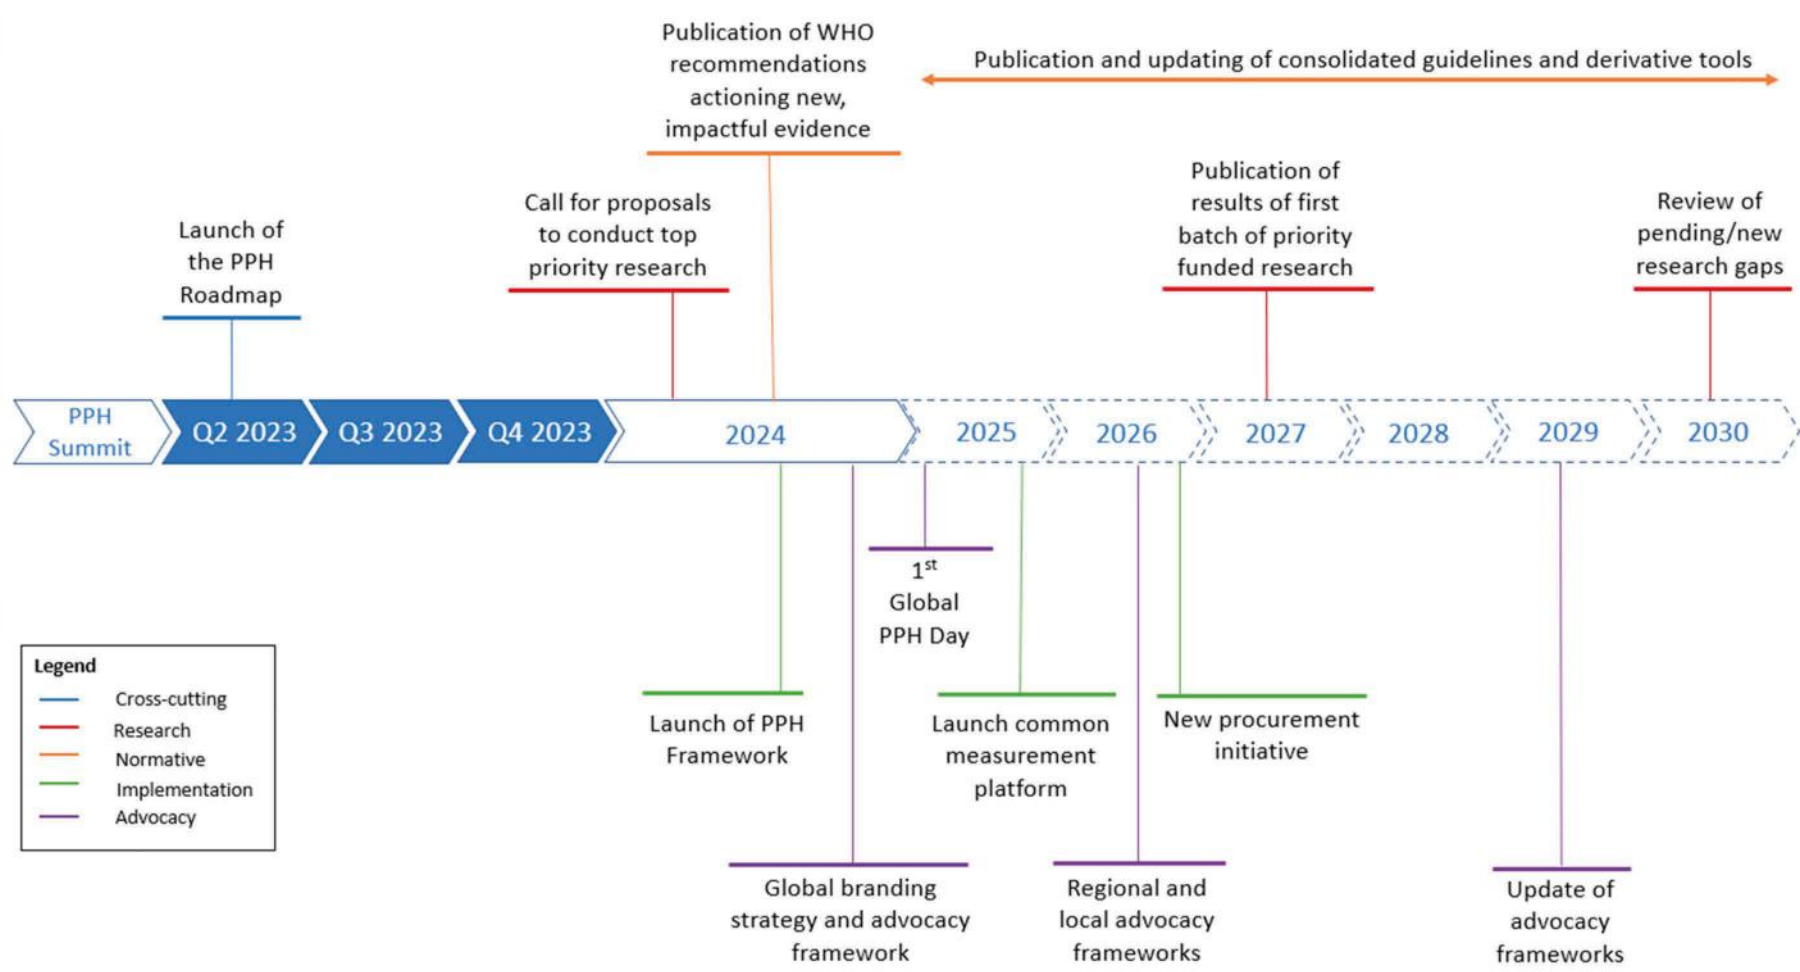 Publication of WHO
recommendations
actioning new,
impactful evidence
Publication and updating of consolidated guidelines and derivative tools
Launch of
the PPH
Roadmap
Call for proposals
to conduct top
priority research
Publication of
results of first
batch of priority
funded research
Review of
pending/new
research gaps
PPH
Summit
Q2 2023
Q3 2023
Q4 2023
2024
2025
2026
2027
2028
2029
2030
1st
Global
PPH Day
Launch of PPH
Framework
Launch common
measurement
platform
New procurement
initiative
Global branding
strategy and advocacy
framework
Regional and
local advocacy
frameworks
Update of
advocacy
frameworks
Legend
Cross-cutting
Research
Normative
Implementation
Advocacy